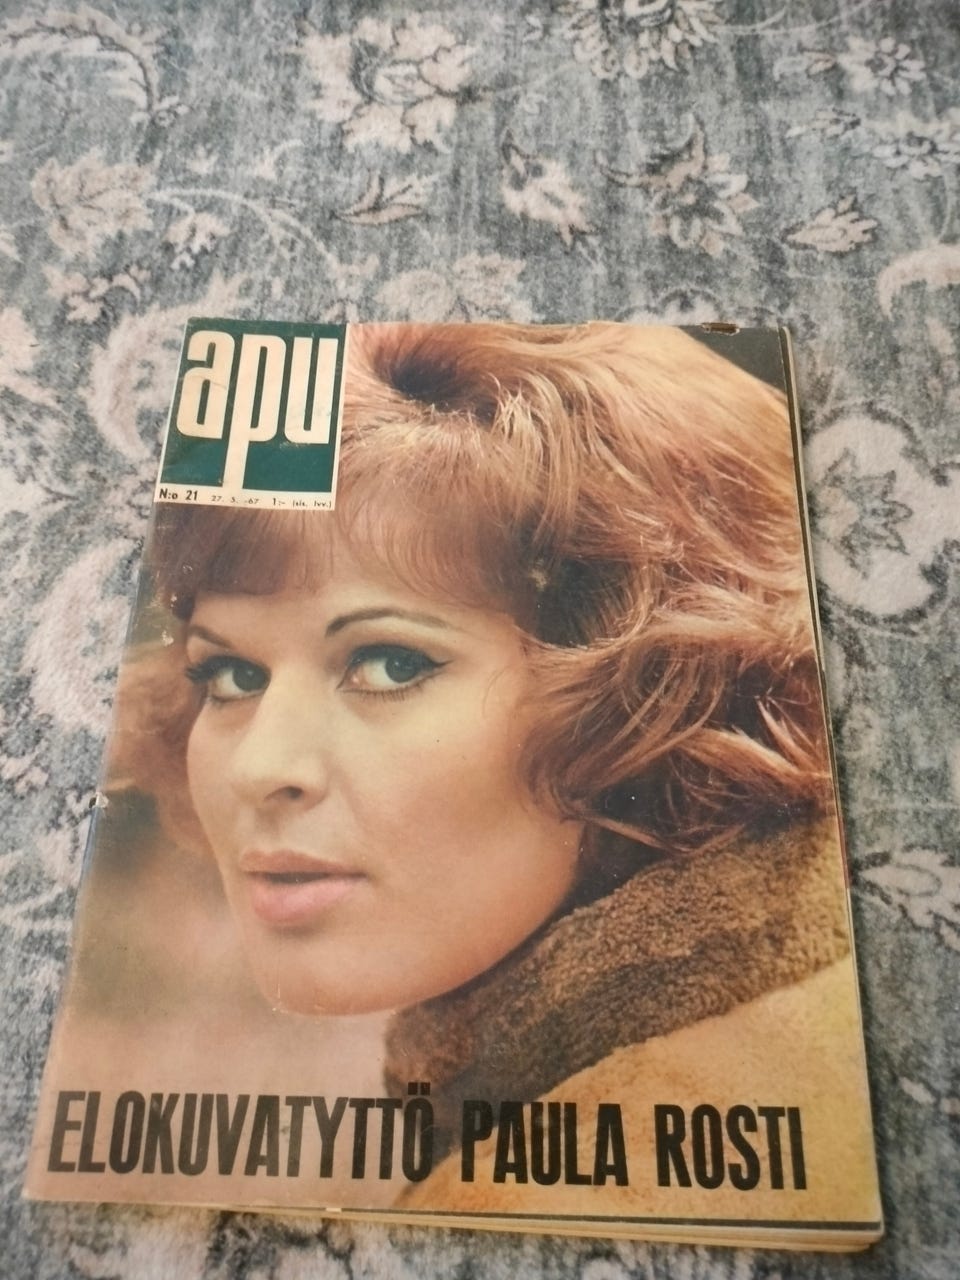 apu
N:o 21 27. 5. -67 1:- (sis. lvv.)
ELOKUVATYTTÖ PAULA ROSTI